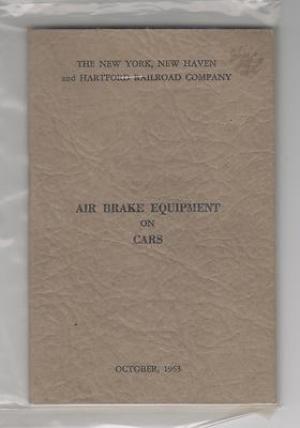 THE NEW YORK, NEW HAVEN
and HARTFORD RAILROAD COMPANY
AIR BRAKE EQUIPMENT
ON
CARS
OCTOBER, 1953